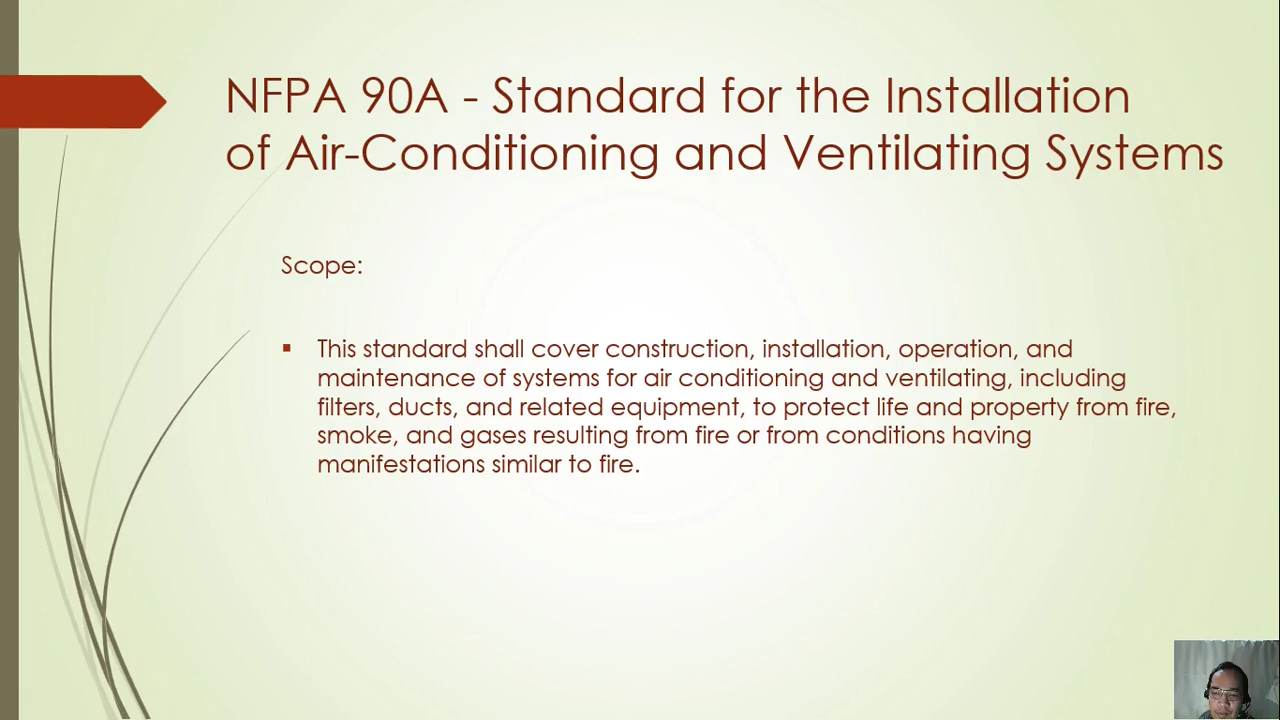 NFPA 90A - Standard for the Installation
of Air-Conditioning and Ventilating Systems
Scope:
▪ This standard shall cover construction, installation, operation, and
maintenance of systems for air conditioning and ventilating, including
filters, ducts, and related equipment, to protect life and property from fire,
smoke, and gases resulting from fire or from conditions having
manifestations similar to fire.